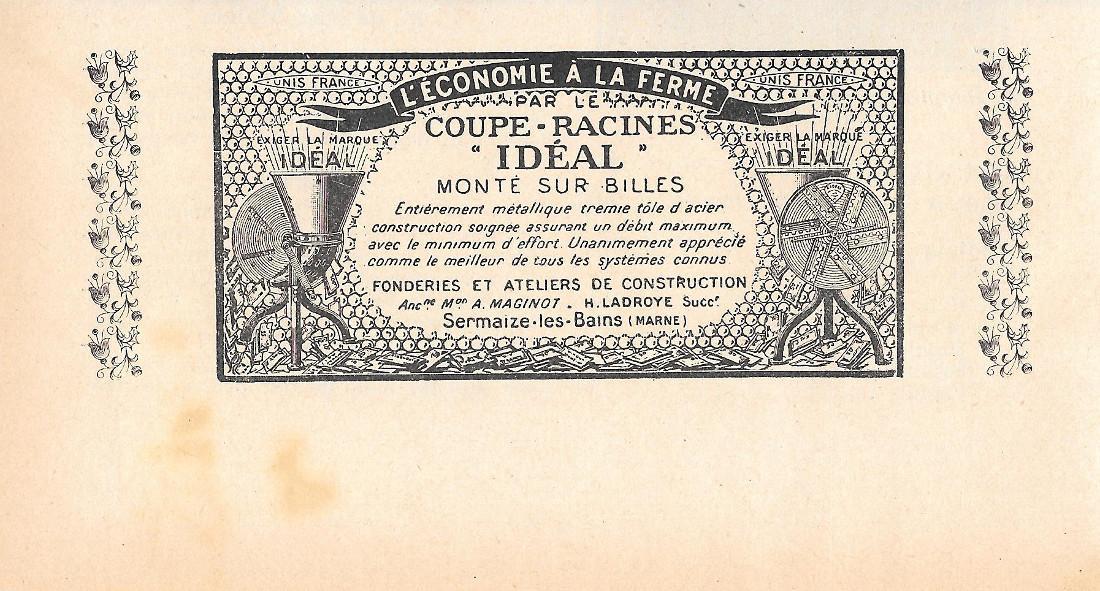 UNIS FRANCE
L'ÉCONOMIE À LA FERME
UNIS FRANCE
PAR LE
COUPE-RACINES
EXIGER LA MARQUE
IDÉAL
EXIGER LA MARQUE
IDÉAL
“ IDÉAL ”
MONTÉ SUR BILLES
Entièrement métallique tremie tôle d'acier
construction soignée assurant un débit maximum
avec le minimum d'effort. Unanimement apprécié
comme le meilleur de tous les systèmes connus
FONDERIES ET ATELIERS DE CONSTRUCTION
Ancne Mon A. MAGINOT. H. LADROYE Succr
Sermaize-les-Bains (MARNE)